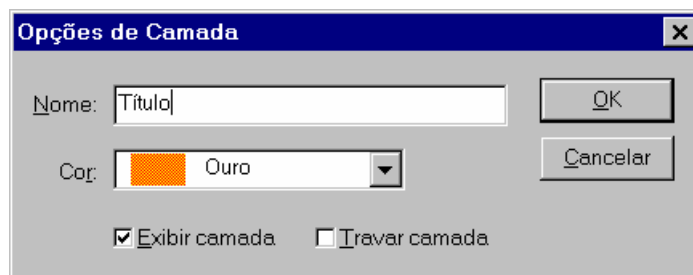 Opções de Camada
Nome: Título OK
Cor: Ouro Cancelar
Exibir camada Travar camada